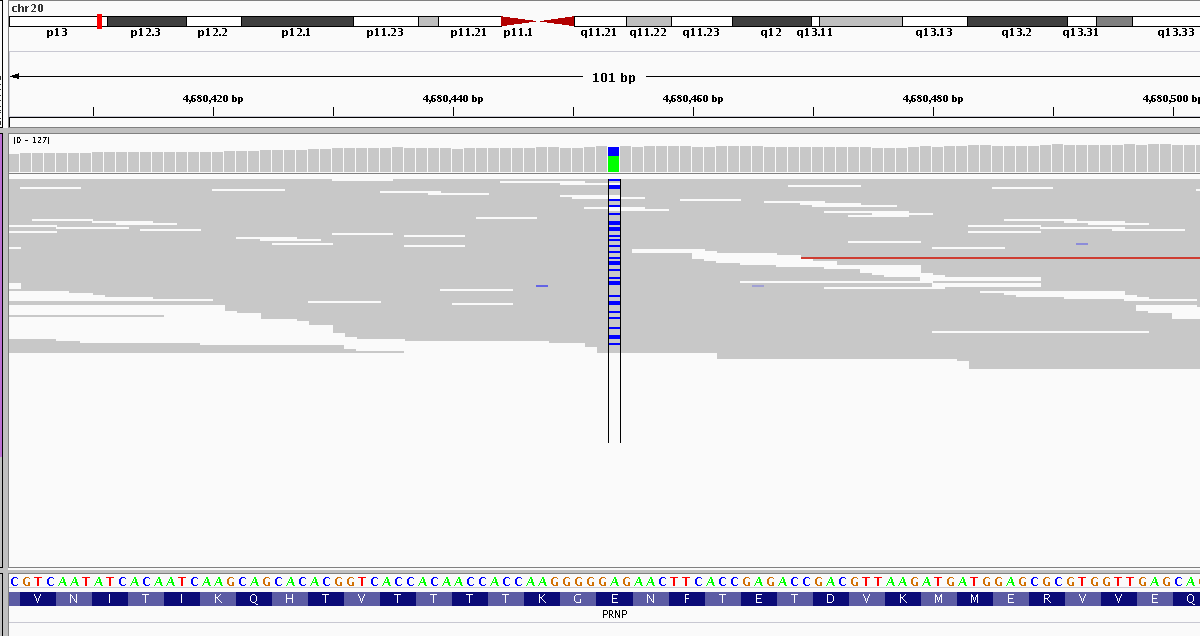 chr20
p13 p12.3 p12.2 p12.1 p11.23 p11.21 p11.1 q11.21 q11.22 q11.23 q12 q13.11 q13.13 q13.2 q13.31 q13.33
101 bp
4,680,420 bp 4,680,440 bp 4,680,460 bp 4,680,480 bp 4,680,500 bp
[0 - 127]
C G T C A A T A T C A C A A T C A A G C A G C A C A C G G T C A C C A C A A C C A C C A A G G G G G A G A A C T T C A C C G A G A C C G A C G T T A A G A T G A T G G A G C G C G T G G T T G A G C A
V N I T I K Q H T V T T T T K G E N F T E T D V K M M E R V V E Q
PRNP